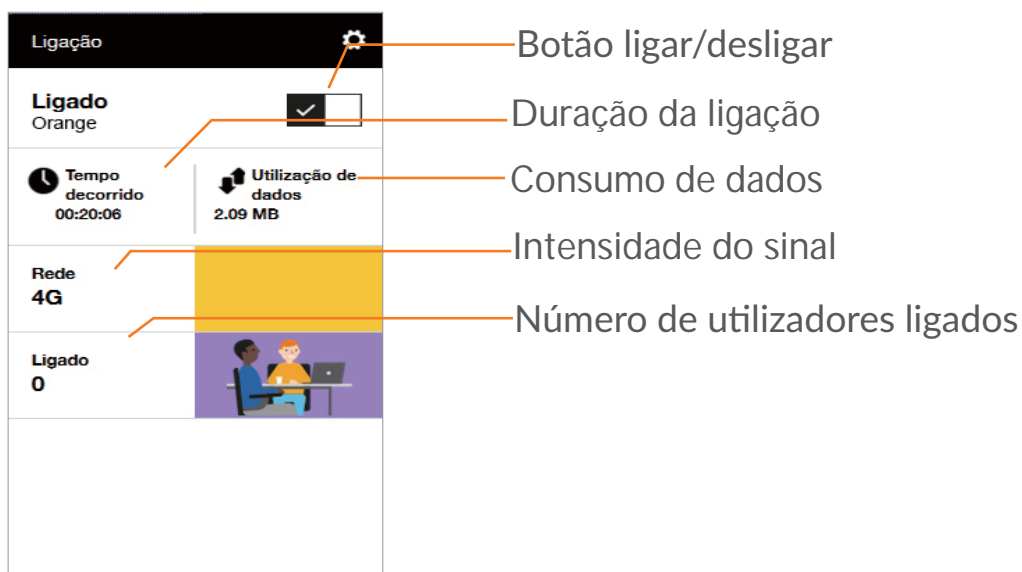 Ligação
Ligado
Orange
Tempo
decorrido
00:20:06
Utilização de
dados
2.09 MB
Rede
4G
Ligado
0
Botão ligar/desligar
Duração da ligação
Consumo de dados
Intensidade do sinal
Número de utilizadores ligados